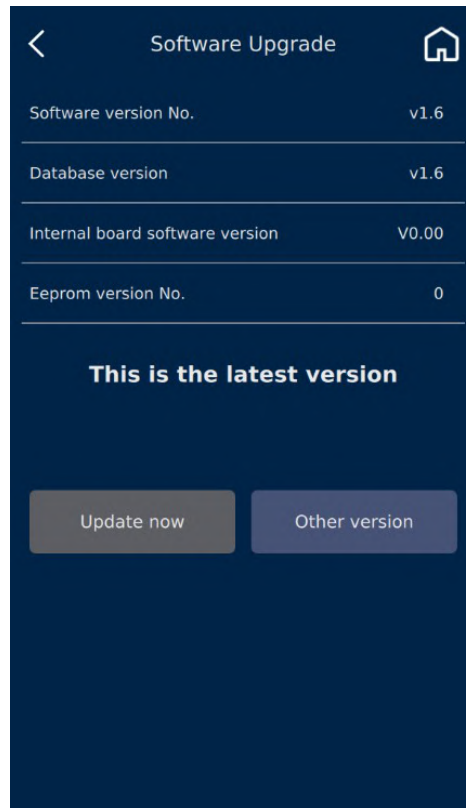 Software Upgrade
Software version No. v1.6
Database version v1.6
Internal board software version V0.00
Eeprom version No. 0
This is the latest version
Update now Other version